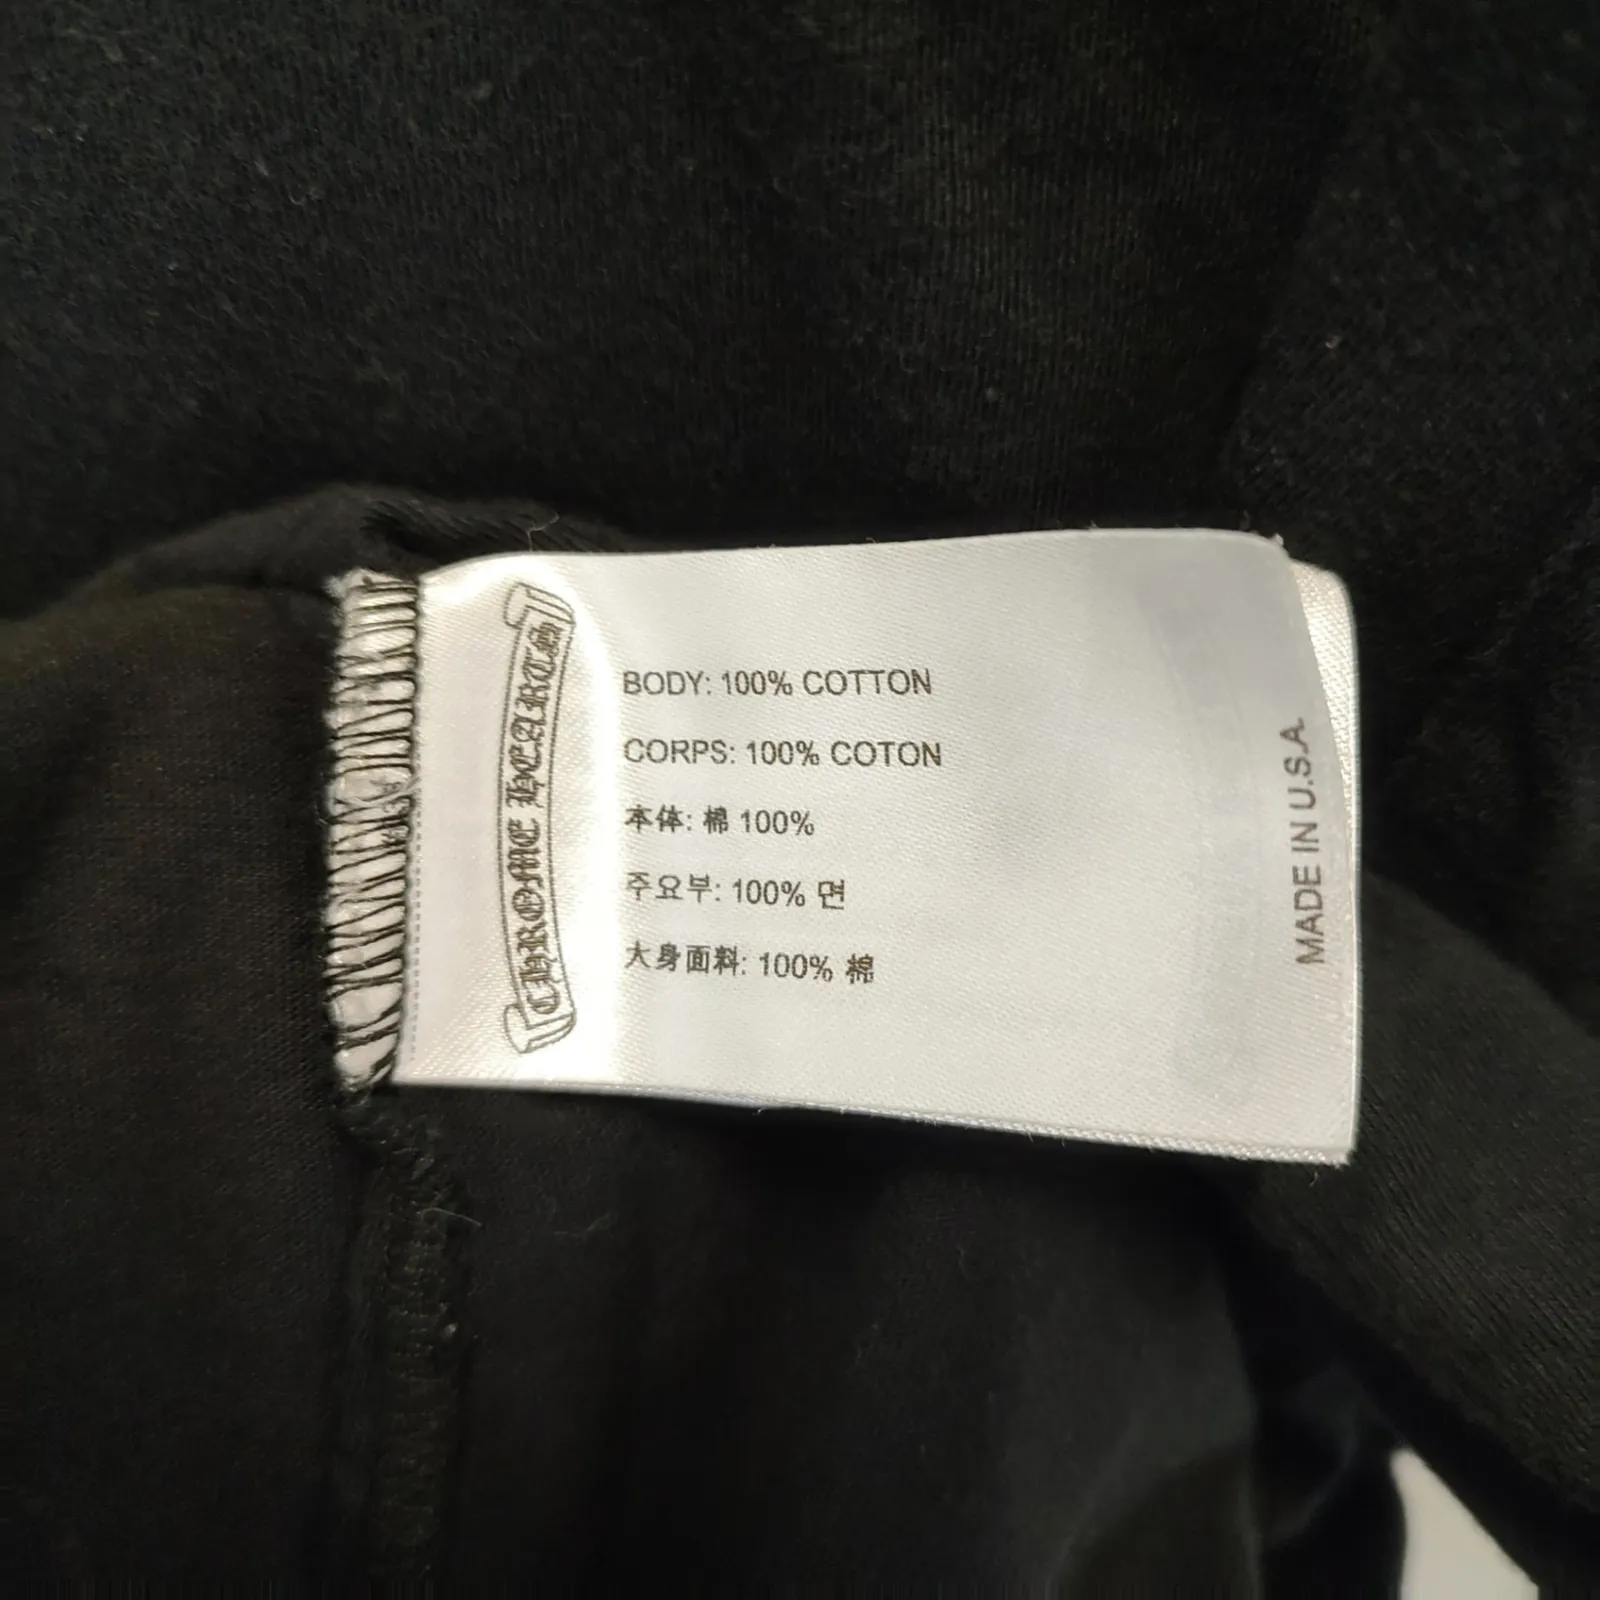 CHROME HEARTS
BODY: 100% COTTON
CORPS: 100% COTON
本体: 棉 100%
주요부: 100% 면
大身面料: 100% 棉
MADE IN U.S.A.